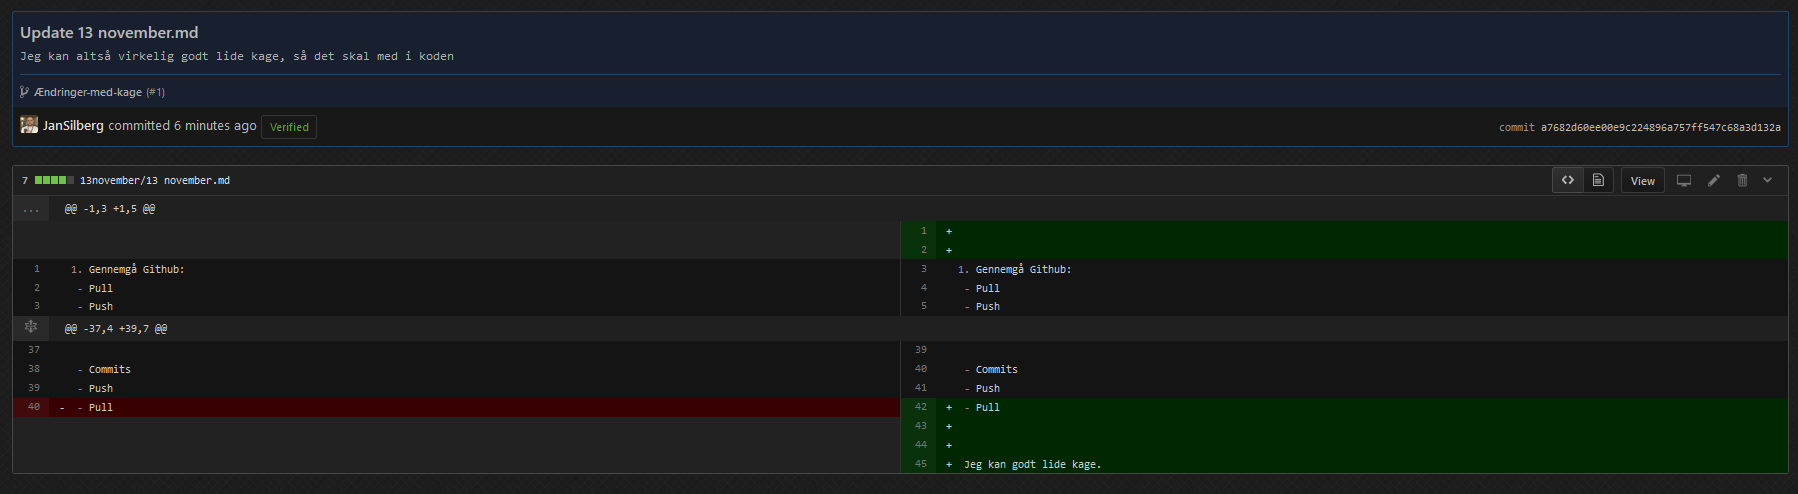 Update 13 november.md
Jeg kan altså virkelig godt lide kage, så det skal med i koden
Ændringer-med-kage (#1)
JanSilberg committed 6 minutes ago Verified commit a7682d60ee00e9c224896a757ff547c68a3d132a
7 13november/13 november.md View
... @@ -1,3 +1,5 @@
1 +
2 +
1 1. Gennemgå Github: 3 1. Gennemgå Github:
2 - Pull 4 - Pull
3 - Push 5 - Push
@@ -37,4 +39,7 @@
37 39
38 - Commits 40 - Commits
39 - Push 41 - Push
40 - - Pull 42 + - Pull
43 +
44 +
45 + Jeg kan godt lide kage.